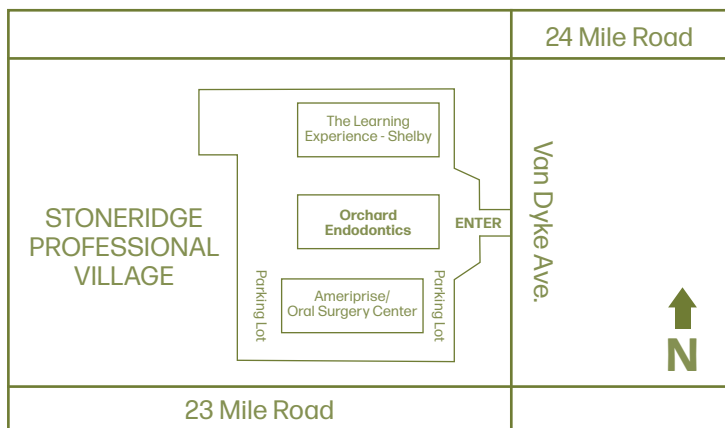 24 Mile Road
The Learning
Experience - Shelby
Van Dyke Ave.
STONERIDGE
PROFESSIONAL
VILLAGE
Orchard
Endodontics
ENTER
Parking Lot
Ameriprise/
Oral Surgery Center
Parking Lot
N
23 Mile Road